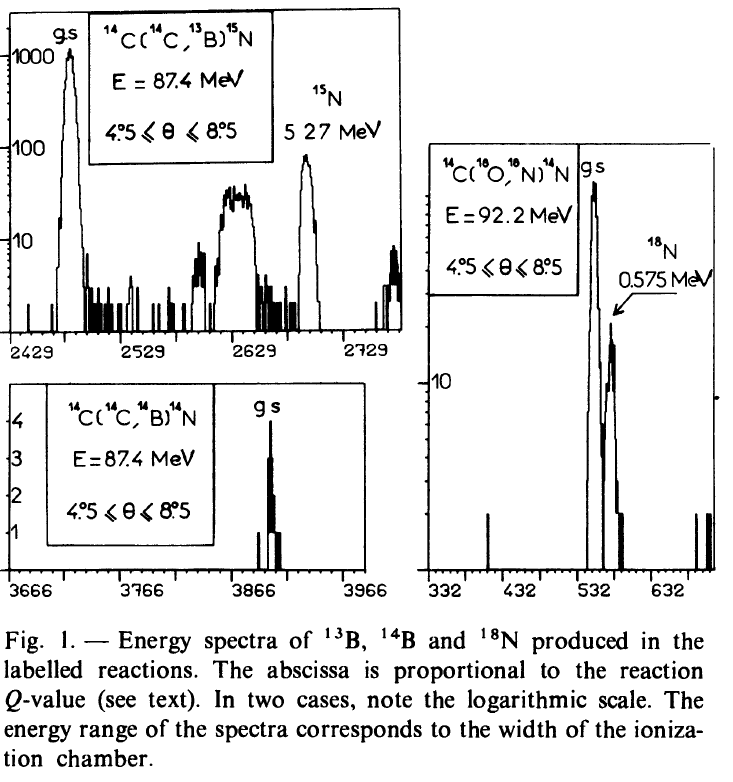 g.s
¹⁴C(¹⁴C,¹³B)¹⁵N
E = 87.4 MeV
4°.5 ⩽ θ ⩽ 8°.5
¹⁵N
5 27 MeV
1000
100
10
2429 2529 2629 2729
¹⁴C(¹⁴C,¹⁴B)¹⁴N
E=87.4 MeV
4°.5 ⩽ θ ⩽ 8°.5
g s
4
3
2
1
3666 3766 3866 3966
¹⁴C(¹⁸O,¹⁸N)¹⁴N
E=92.2 MeV
4°.5 ⩽ θ ⩽ 8°.5
g s
¹⁸N
0.575 MeV
10
332 432 532 632
Fig. 1. — Energy spectra of ¹³B, ¹⁴B and ¹⁸N produced in the
labelled reactions. The abscissa is proportional to the reaction
Q-value (see text). In two cases, note the logarithmic scale. The
energy range of the spectra corresponds to the width of the ioniza-
tion chamber.